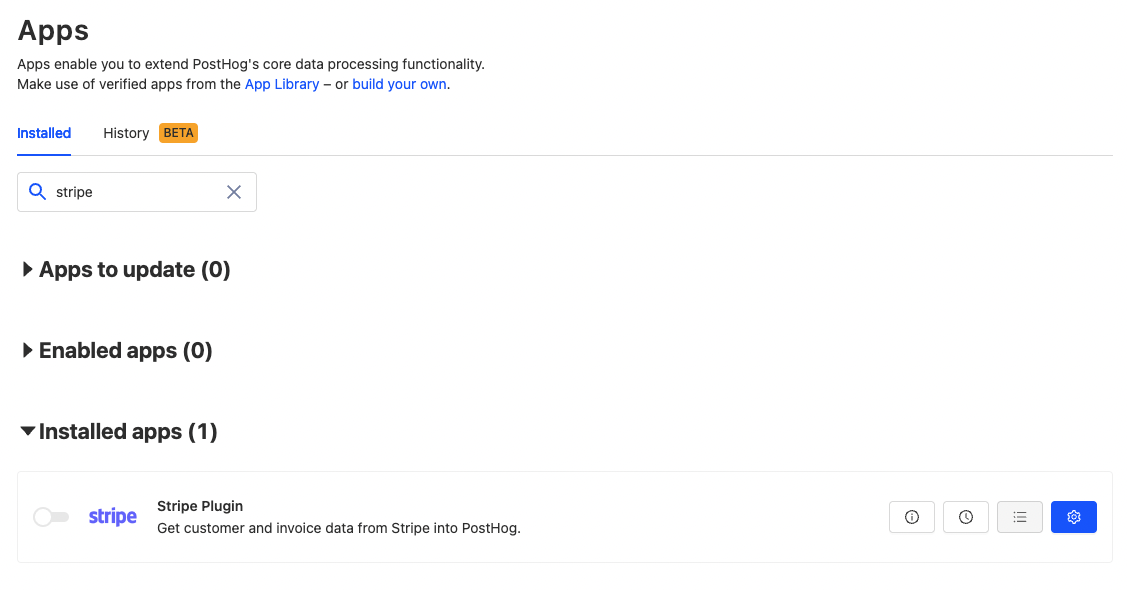 Apps
Apps enable you to extend PostHog's core data processing functionality.
Make use of verified apps from the App Library – or build your own.
Installed History BETA
stripe
Apps to update (0)
Enabled apps (0)
Installed apps (1)
stripe
Stripe Plugin
Get customer and invoice data from Stripe into PostHog.